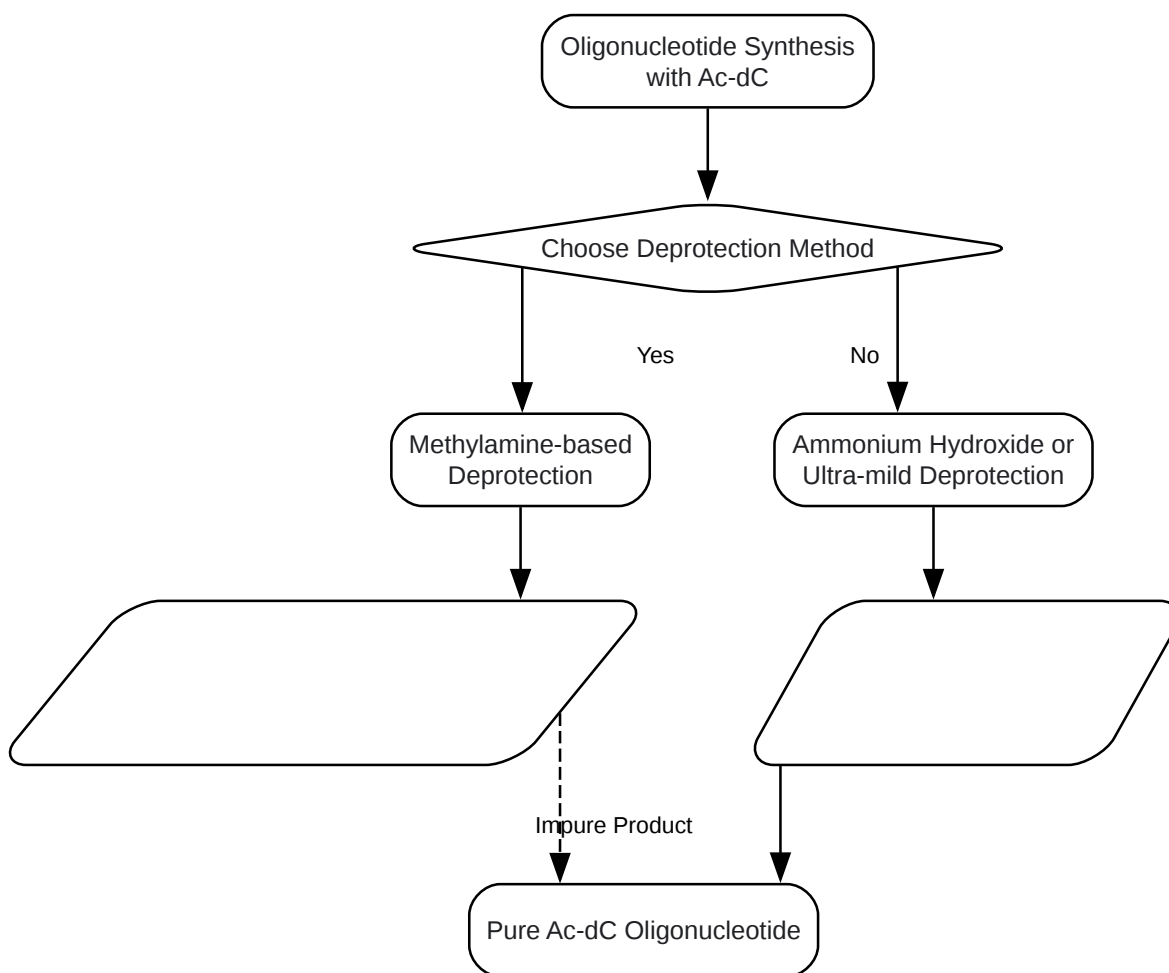 Oligonucleotide Synthesis
with Ac-dC
Choose Deprotection Method
Yes
No
Methylamine-based
Deprotection
Ammonium Hydroxide or
Ultra-mild Deprotection
Impure Product
Pure Ac-dC Oligonucleotide